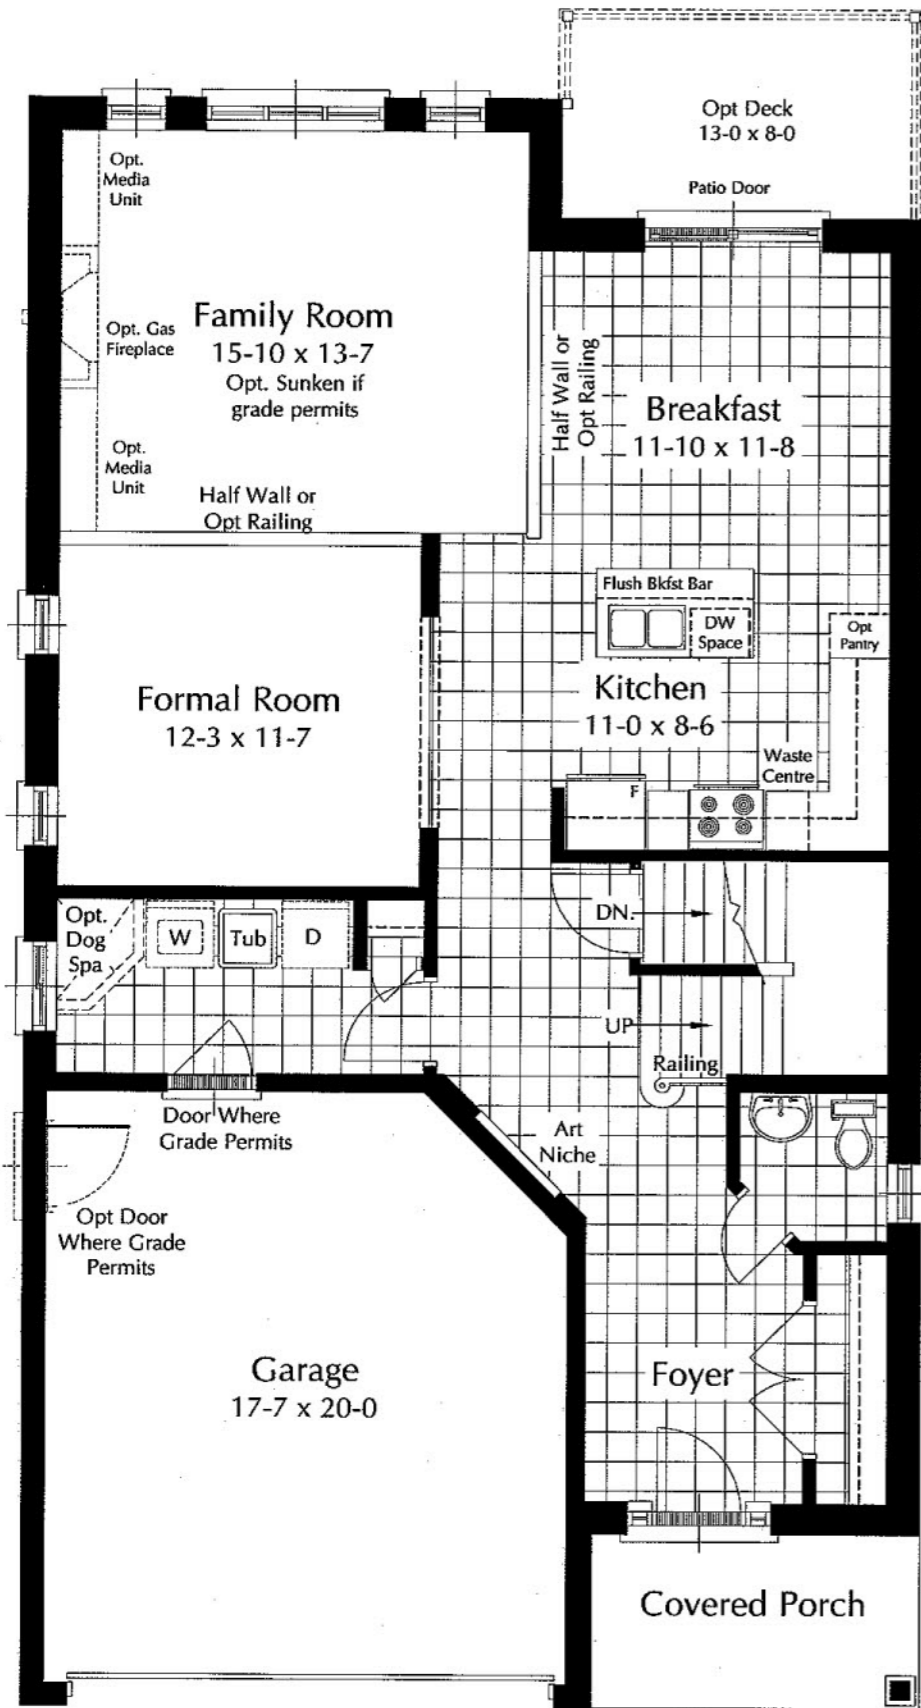 Opt Deck
13-0 x 8-0
Patio Door
Opt.
Media
Unit
Family Room
15-10 x 13-7
Opt. Sunken if
grade permits
Opt. Gas
Fireplace
Opt.
Media
Unit
Half Wall or
Opt Railing
Half Wall or
Opt Railing
Breakfast
11-10 x 11-8
Flush Bkfst Bar
DW
Space
Opt
Pantry
Kitchen
11-0 x 8-6
Waste
Centre
F
Formal Room
12-3 x 11-7
Opt.
Dog
Spa
W
Tub
D
DN.
UP
Railing
Door Where
Grade Permits
Art
Niche
Opt Door
Where Grade
Permits
Garage
17-7 x 20-0
Foyer
Covered Porch